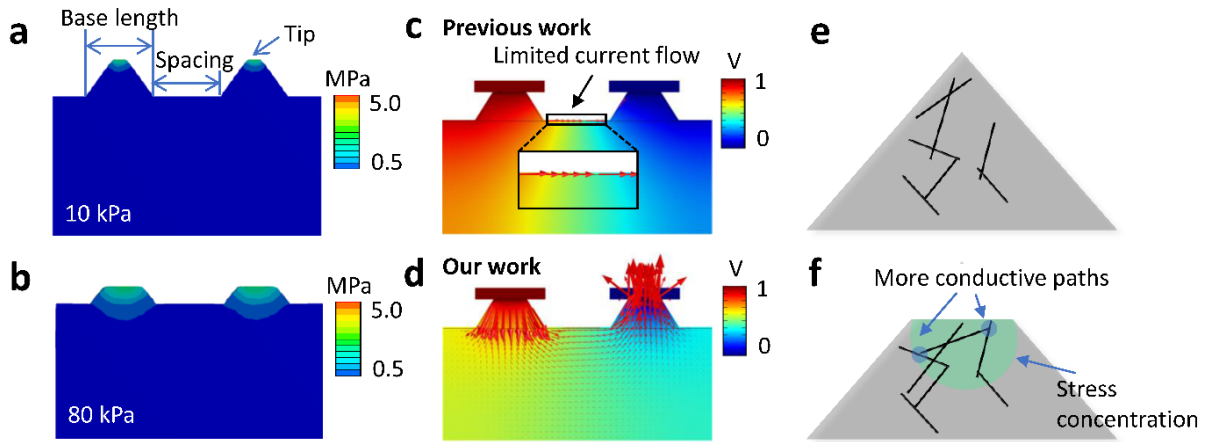 a
Base length
Tip
Spacing
MPa
5.0
0.5
10 kPa
b
MPa
5.0
0.5
80 kPa
c Previous work
Limited current flow
V
1
0
d Our work
V
1
0
e
f
More conductive paths
Stress
concentration